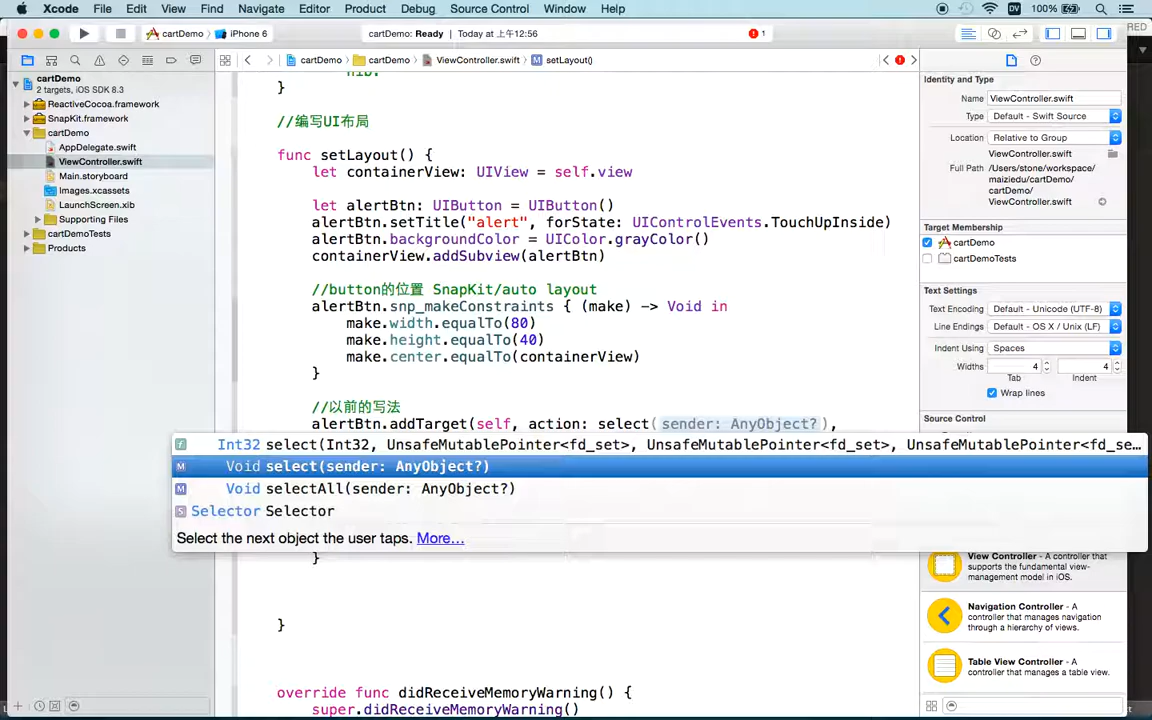 Xcode File Edit View Find Navigate Editor Product Debug Source Control Window Help 100%
cartDemo iPhone 6 cartDemo: Ready Today at 上午12:56 1
RED
cartDemo cartDemo ViewController.swift M setLayout()
cartDemo
2 targets, iOS SDK 8.3
ReactiveCocoa.framework
SnapKit.framework
cartDemo
AppDelegate.swift
ViewController.swift
Main.storyboard
Images.xcassets
LaunchScreen.xib
Supporting Files
cartDemoTests
Products
}
//编写UI布局
func setLayout() {
let containerView: UIView = self.view
let alertBtn: UIButton = UIButton()
alertBtn.setTitle("alert", forState: UIControlEvents.TouchUpInside)
alertBtn.backgroundColor = UIColor.grayColor()
containerView.addSubview(alertBtn)
//button的位置 SnapKit/auto layout
alertBtn.snp_makeConstraints { (make) -> Void in
make.width.equalTo(80)
make.height.equalTo(40)
make.center.equalTo(containerView)
}
//以前的写法
alertBtn.addTarget(self, action: select(sender: AnyObject?),
f Int32 select(Int32, UnsafeMutablePointer<fd_set>, UnsafeMutablePointer<fd_set>, UnsafeMutablePointer<fd_se…
M Void select(sender: AnyObject?)
M Void selectAll(sender: AnyObject?)
S Selector Selector
Select the next object the user taps. More…
}
}
override func didReceiveMemoryWarning() {
super.didReceiveMemoryWarning()
Identity and Type
Name ViewController.swift
Type Default - Swift Source
Location Relative to Group
ViewController.swift
Full Path /Users/stone/workspace/
maiziedu/cartDemo/
cartDemo/
ViewController.swift
Target Membership
cartDemo
cartDemoTests
Text Settings
Text Encoding Default - Unicode (UTF-8)
Line Endings Default - OS X / Unix (LF)
Indent Using Spaces
Widths 4 4
Tab Indent
Wrap lines
Source Control
View Controller - A controller that
supports the fundamental view-
management model in iOS.
Navigation Controller - A
controller that manages navigation
through a hierarchy of views.
Table View Controller - A
controller that manages a table view.